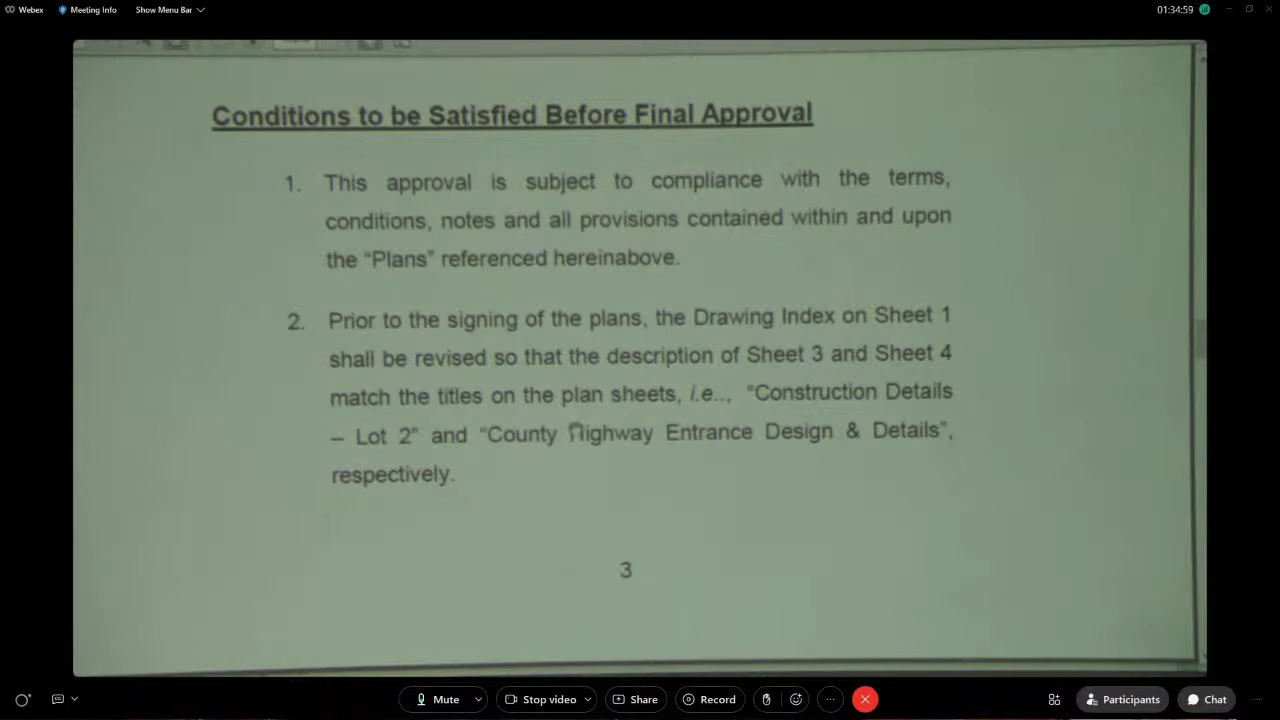 Webex Meeting Info Show Menu Bar 01:34:59
Conditions to be Satisfied Before Final Approval
1. This approval is subject to compliance with the terms,
conditions, notes and all provisions contained within and upon
the “Plans” referenced hereinabove.
2. Prior to the signing of the plans, the Drawing Index on Sheet 1
shall be revised so that the description of Sheet 3 and Sheet 4
match the titles on the plan sheets, i.e.., “Construction Details
– Lot 2” and “County Highway Entrance Design & Details”,
respectively.
3
Mute Stop video Share Record Participants Chat